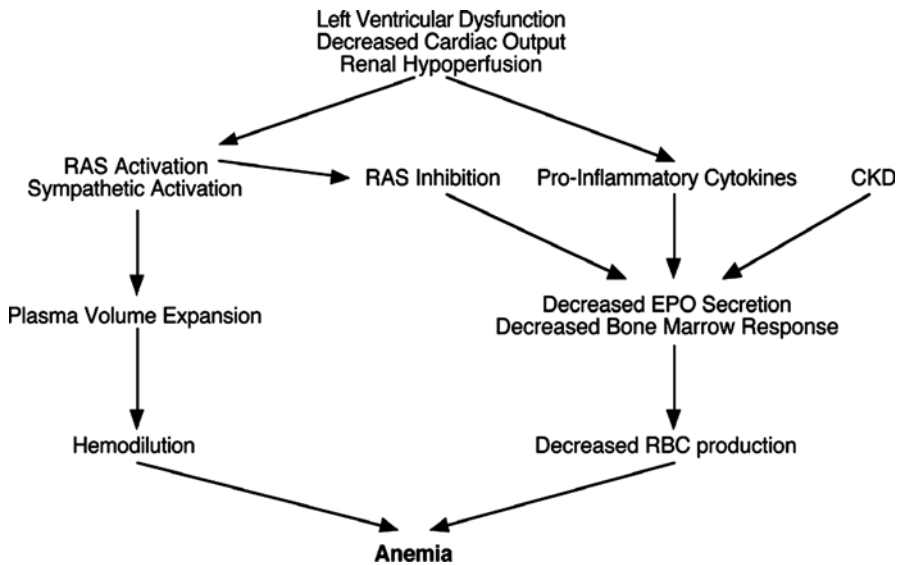 Left Ventricular Dysfunction
Decreased Cardiac Output
Renal Hypoperfusion
RAS Activation
Sympathetic Activation
RAS Inhibition
Pro-Inflammatory Cytokines
CKD
Plasma Volume Expansion
Decreased EPO Secretion
Decreased Bone Marrow Response
Hemodilution
Decreased RBC production
Anemia